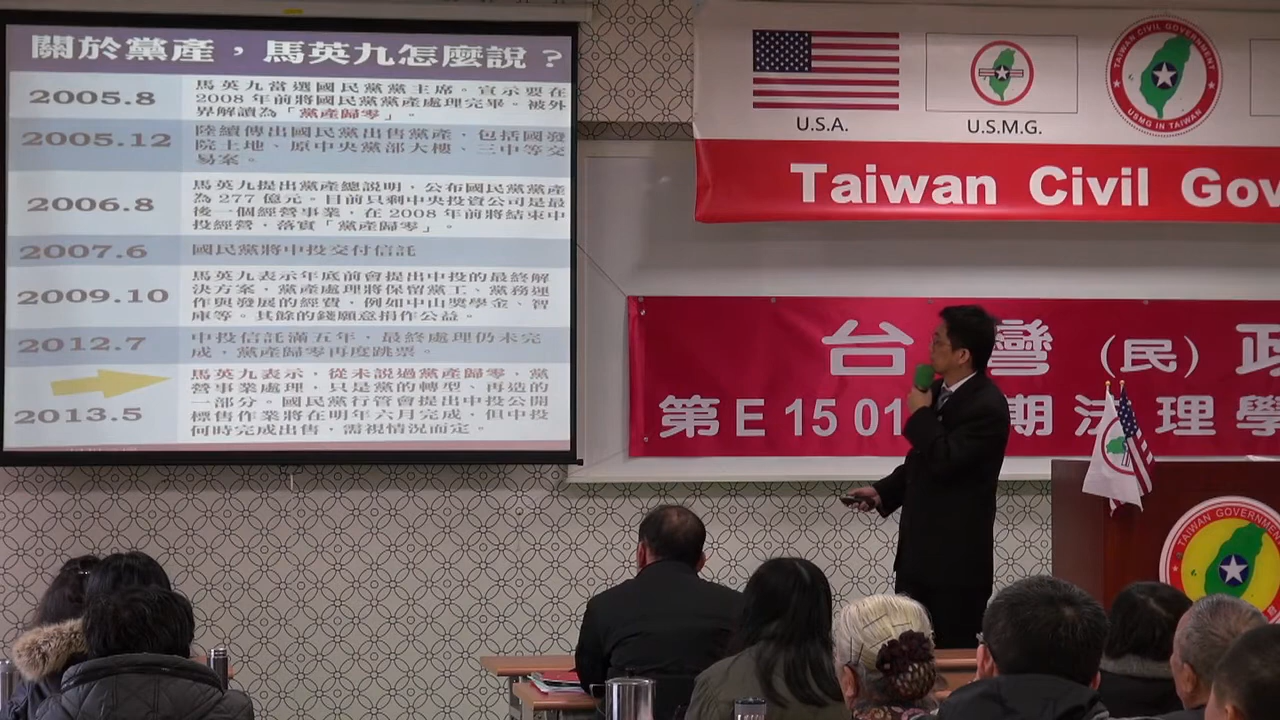 關於黨產，馬英九怎麼說？
2005.8
馬英九當選國民黨黨主席。宣示要在
2008年前將國民黨黨產處理完畢。被外
界解讀為「黨產歸零」。
2005.12
陸續傳出國民黨出售黨產，包括國發
院土地、原中央黨部大樓、三中等交
易案。
2006.8
馬英九提出黨產總說明，公布國民黨黨產
為277億元。目前只剩中央投資公司是最
後一個經營事業，在2008年前將結束中
投經營，落實「黨產歸零」。
2007.6
國民黨將中投交付信託
2009.10
馬英九表示年底前會提出中投的最終解
決方案，黨產處理將保留黨工、黨務運
作與發展的經費，例如中山獎學金、智
庫等。其餘的錢願意捐作公益。
2012.7
中投信託滿五年，最終處理仍未完
成，黨產歸零再度跳票。
2013.5
馬英九表示，從未說過黨產歸零、黨
營事業處理，只是黨的轉型、再造的
一部分。國民黨行管會提出中投公開
標售作業將在明年六月完成，但中投
何時完成出售，需視情況而定。
U.S.A.
U.S.M.G.
TAIWAN CIVIL GOVERNMENT
USMG IN TAIWAN
Taiwan Civil Gov
台灣（民）政
第E1501期法理學
TAIWAN GOVERNMENT